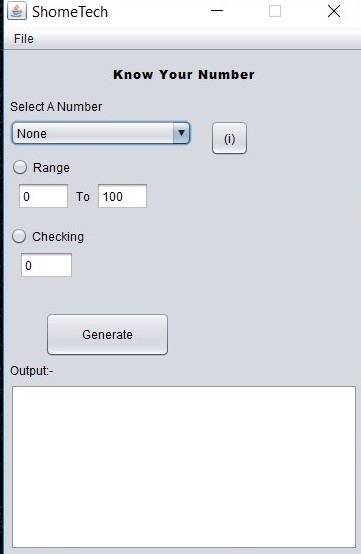 ShomeTech
File
Know Your Number
Select A Number
None
(i)
Range
0 To 100
Checking
0
Generate
Output:-